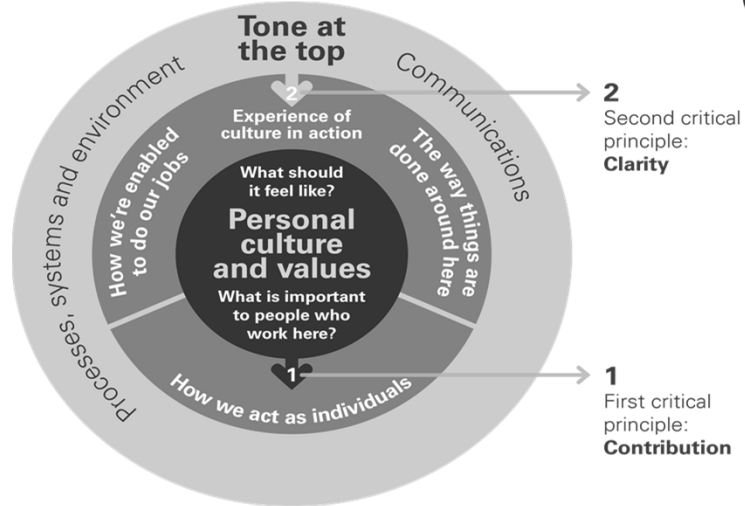 Tone at
the top
Processes, systems and environment
Communications
2
Experience of
culture in action
How we're enabled
to do our jobs
The way things are
done around here
What should
it feel like?
Personal
culture
and values
What is important
to people who
work here?
1
How we act as individuals
2
Second critical
principle:
Clarity
1
First critical
principle:
Contribution